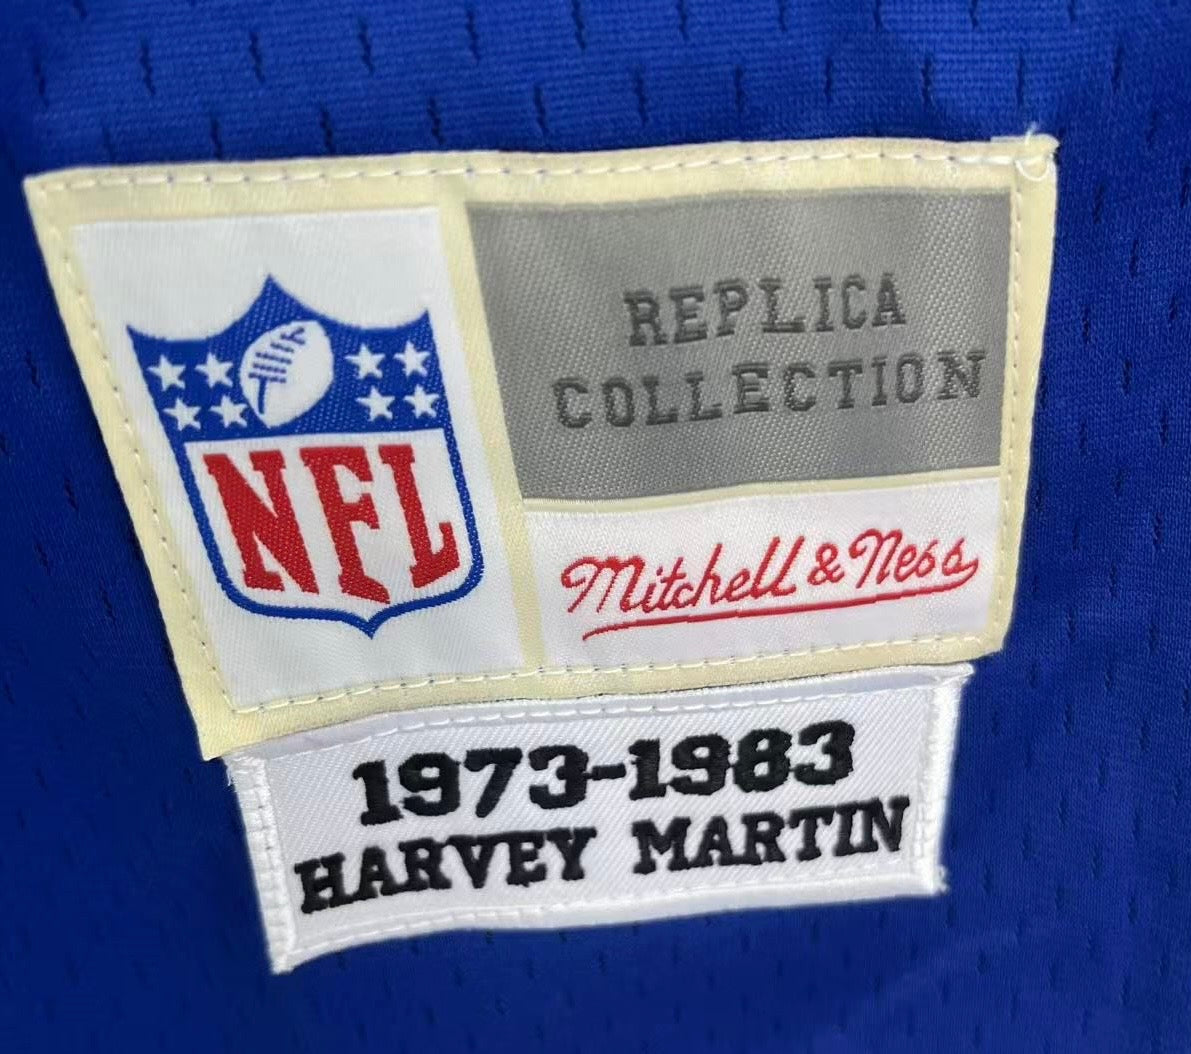 NFL
REPLICA
COLLECTION
Mitchell & Ness
1973-1983
HARVEY MARTIN